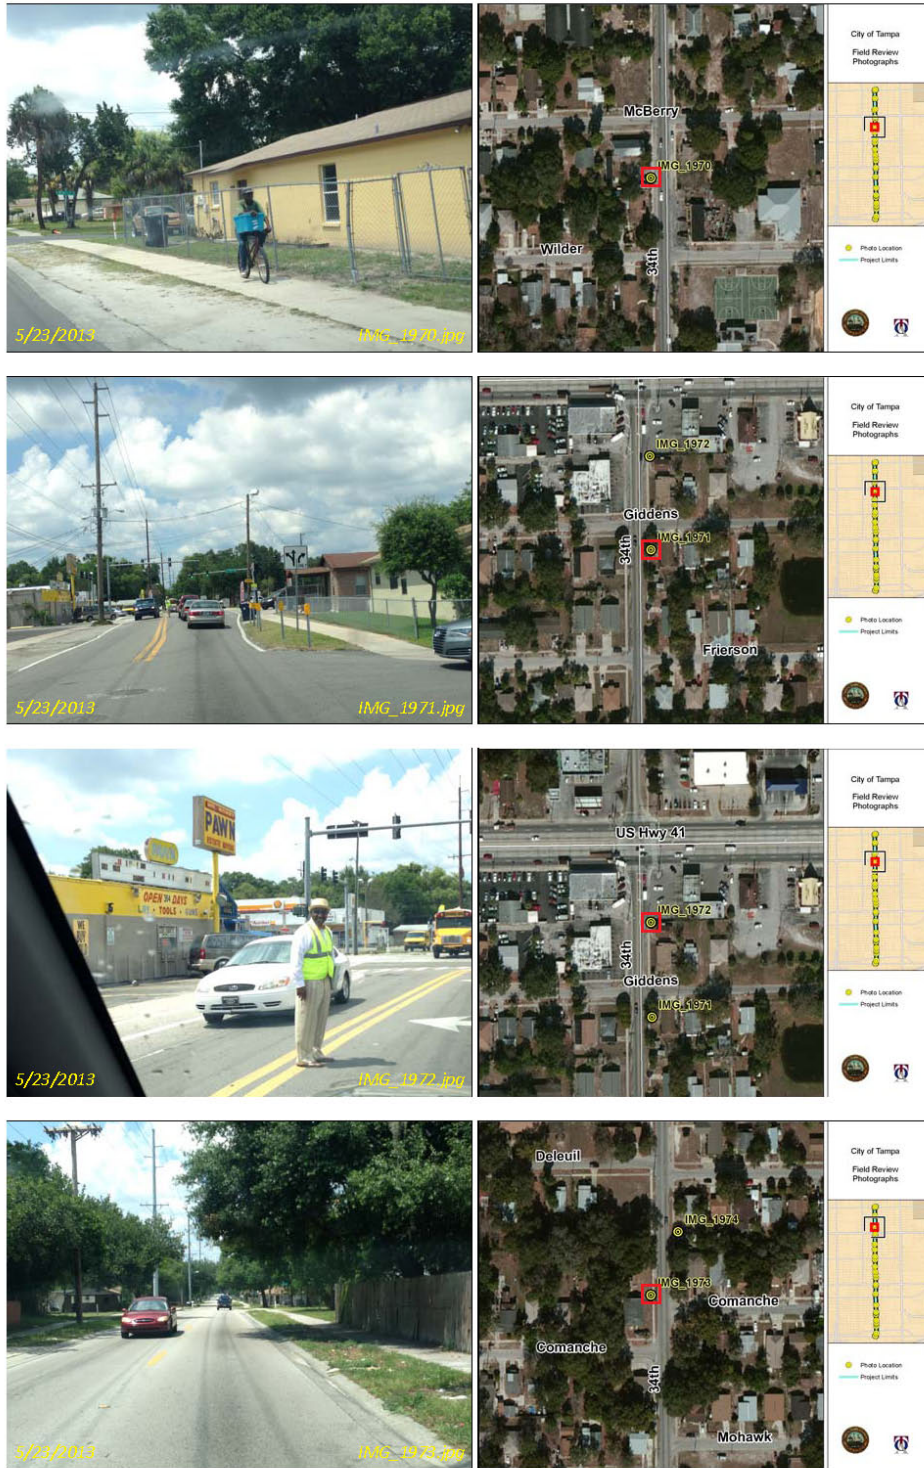 5/23/2013
IMG_1970.jpg
McBerry
IMG_1970
Wilder
34th
City of Tampa
Field Review
Photographs
Photo Location
Project Limits
5/23/2013
IMG_1971.jpg
IMG_1972
Giddens
IMG_1971
34th
Frierson
City of Tampa
Field Review
Photographs
Photo Location
Project Limits
PAWN
OPEN 7 DAYS
TOOLS
WE
BUY
5/23/2013
IMG_1972.jpg
US Hwy 41
IMG_1972
34th
Giddens
IMG_1971
City of Tampa
Field Review
Photographs
Photo Location
Project Limits
5/23/2013
IMG_1973.jpg
Deleuil
IMG_1974
IMG_1973
Comanche
Comanche
34th
Mohawk
City of Tampa
Field Review
Photographs
Photo Location
Project Limits